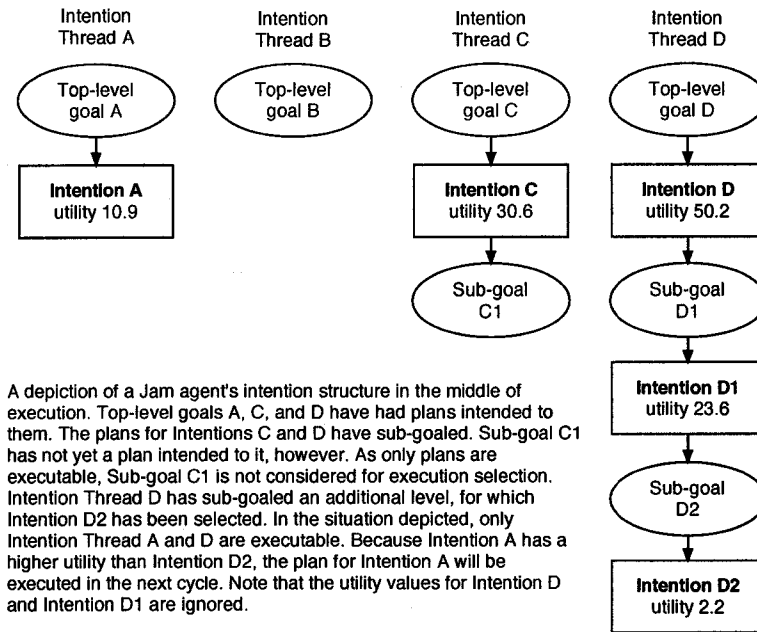 Intention
Thread A
Intention
Thread B
Intention
Thread C
Intention
Thread D
Top-level
goal A
Top-level
goal B
Top-level
goal C
Top-level
goal D
Intention A
utility 10.9
Intention C
utility 30.6
Intention D
utility 50.2
Sub-goal
C1
Sub-goal
D1
Intention D1
utility 23.6
Sub-goal
D2
Intention D2
utility 2.2
A depiction of a Jam agent's intention structure in the middle of
execution. Top-level goals A, C, and D have had plans intended to
them. The plans for Intentions C and D have sub-goaled. Sub-goal C1
has not yet a plan intended to it, however. As only plans are
executable, Sub-goal C1 is not considered for execution selection.
Intention Thread D has sub-goaled an additional level, for which
Intention D2 has been selected. In the situation depicted, only
Intention Thread A and D are executable. Because Intention A has a
higher utility than Intention D2, the plan for Intention A will be
executed in the next cycle. Note that the utility values for Intention D
and Intention D1 are ignored.